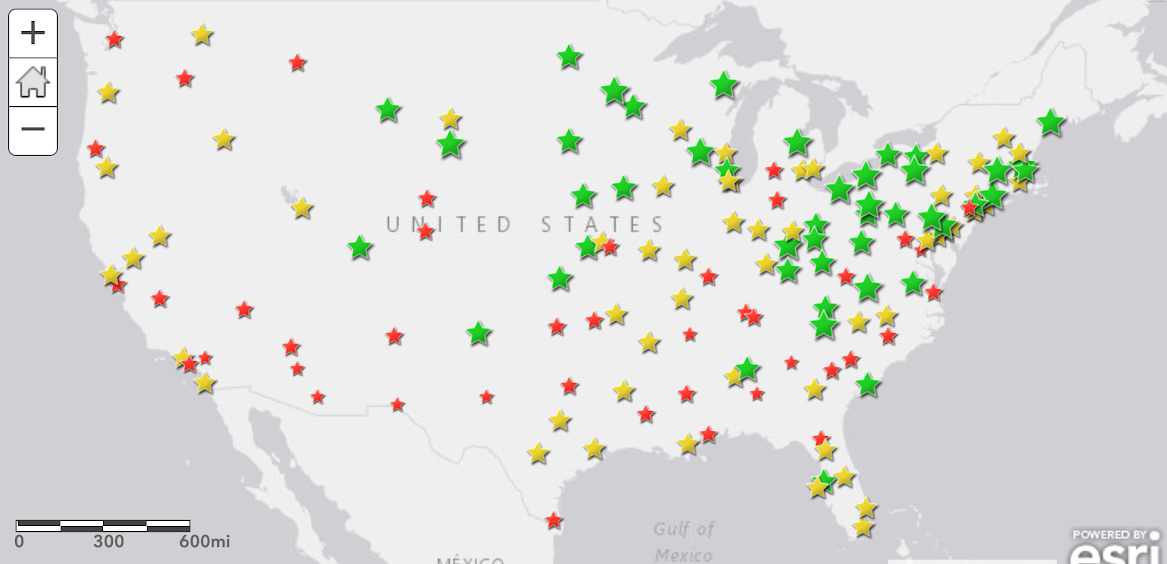 +
−
UNITED STATES
Gulf of
Mexico
MÉXICO
0 300 600mi
POWERED BY
esri